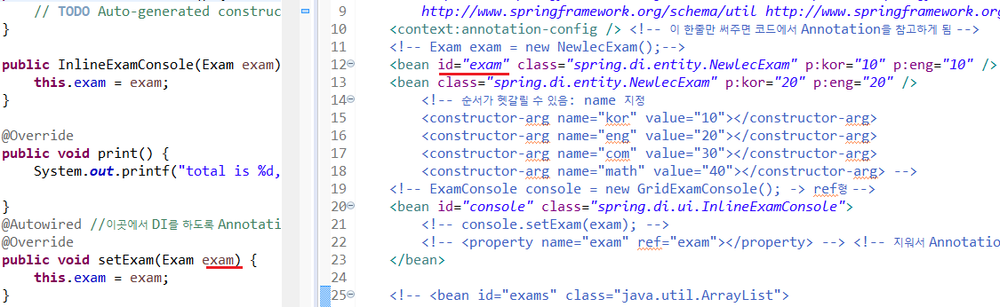 // TODO Auto-generated construc
}
public InlineExamConsole(Exam exam)
this.exam = exam;
}
@Override
public void print() {
System.out.printf("total is %d,
}
@Autowired //이곳에서 DI를 하도록 Annotati
@Override
public void setExam(Exam exam) {
this.exam = exam;
}
9 http://www.springframework.org/schema/util http://www.springframework.org
10 <context:annotation-config /> <!-- 이 한줄만 써주면 코드에서 Annotation을 참고하게 됨 -->
11 <!-- Exam exam = new NewlecExam();-->
12 <bean id="exam" class="spring.di.entity.NewlecExam" p:kor="10" p:eng="10" />
13 <bean class="spring.di.entity.NewlecExam" p:kor="20" p:eng="20" />
14 <!-- 순서가 헷갈릴 수 있음: name 지정
15 <constructor-arg name="kor" value="10"></constructor-arg>
16 <constructor-arg name="eng" value="20"></constructor-arg>
17 <constructor-arg name="com" value="30"></constructor-arg>
18 <constructor-arg name="math" value="40"></constructor-arg> -->
19 <!-- ExamConsole console = new GridExamConsole(); -> ref형 -->
20 <bean id="console" class="spring.di.ui.InlineExamConsole">
21 <!-- console.setExam(exam); -->
22 <!-- <property name="exam" ref="exam"></property> --> <!-- 지워서 Annotation
23 </bean>
24
25 <!-- <bean id="exams" class="java.util.ArrayList">